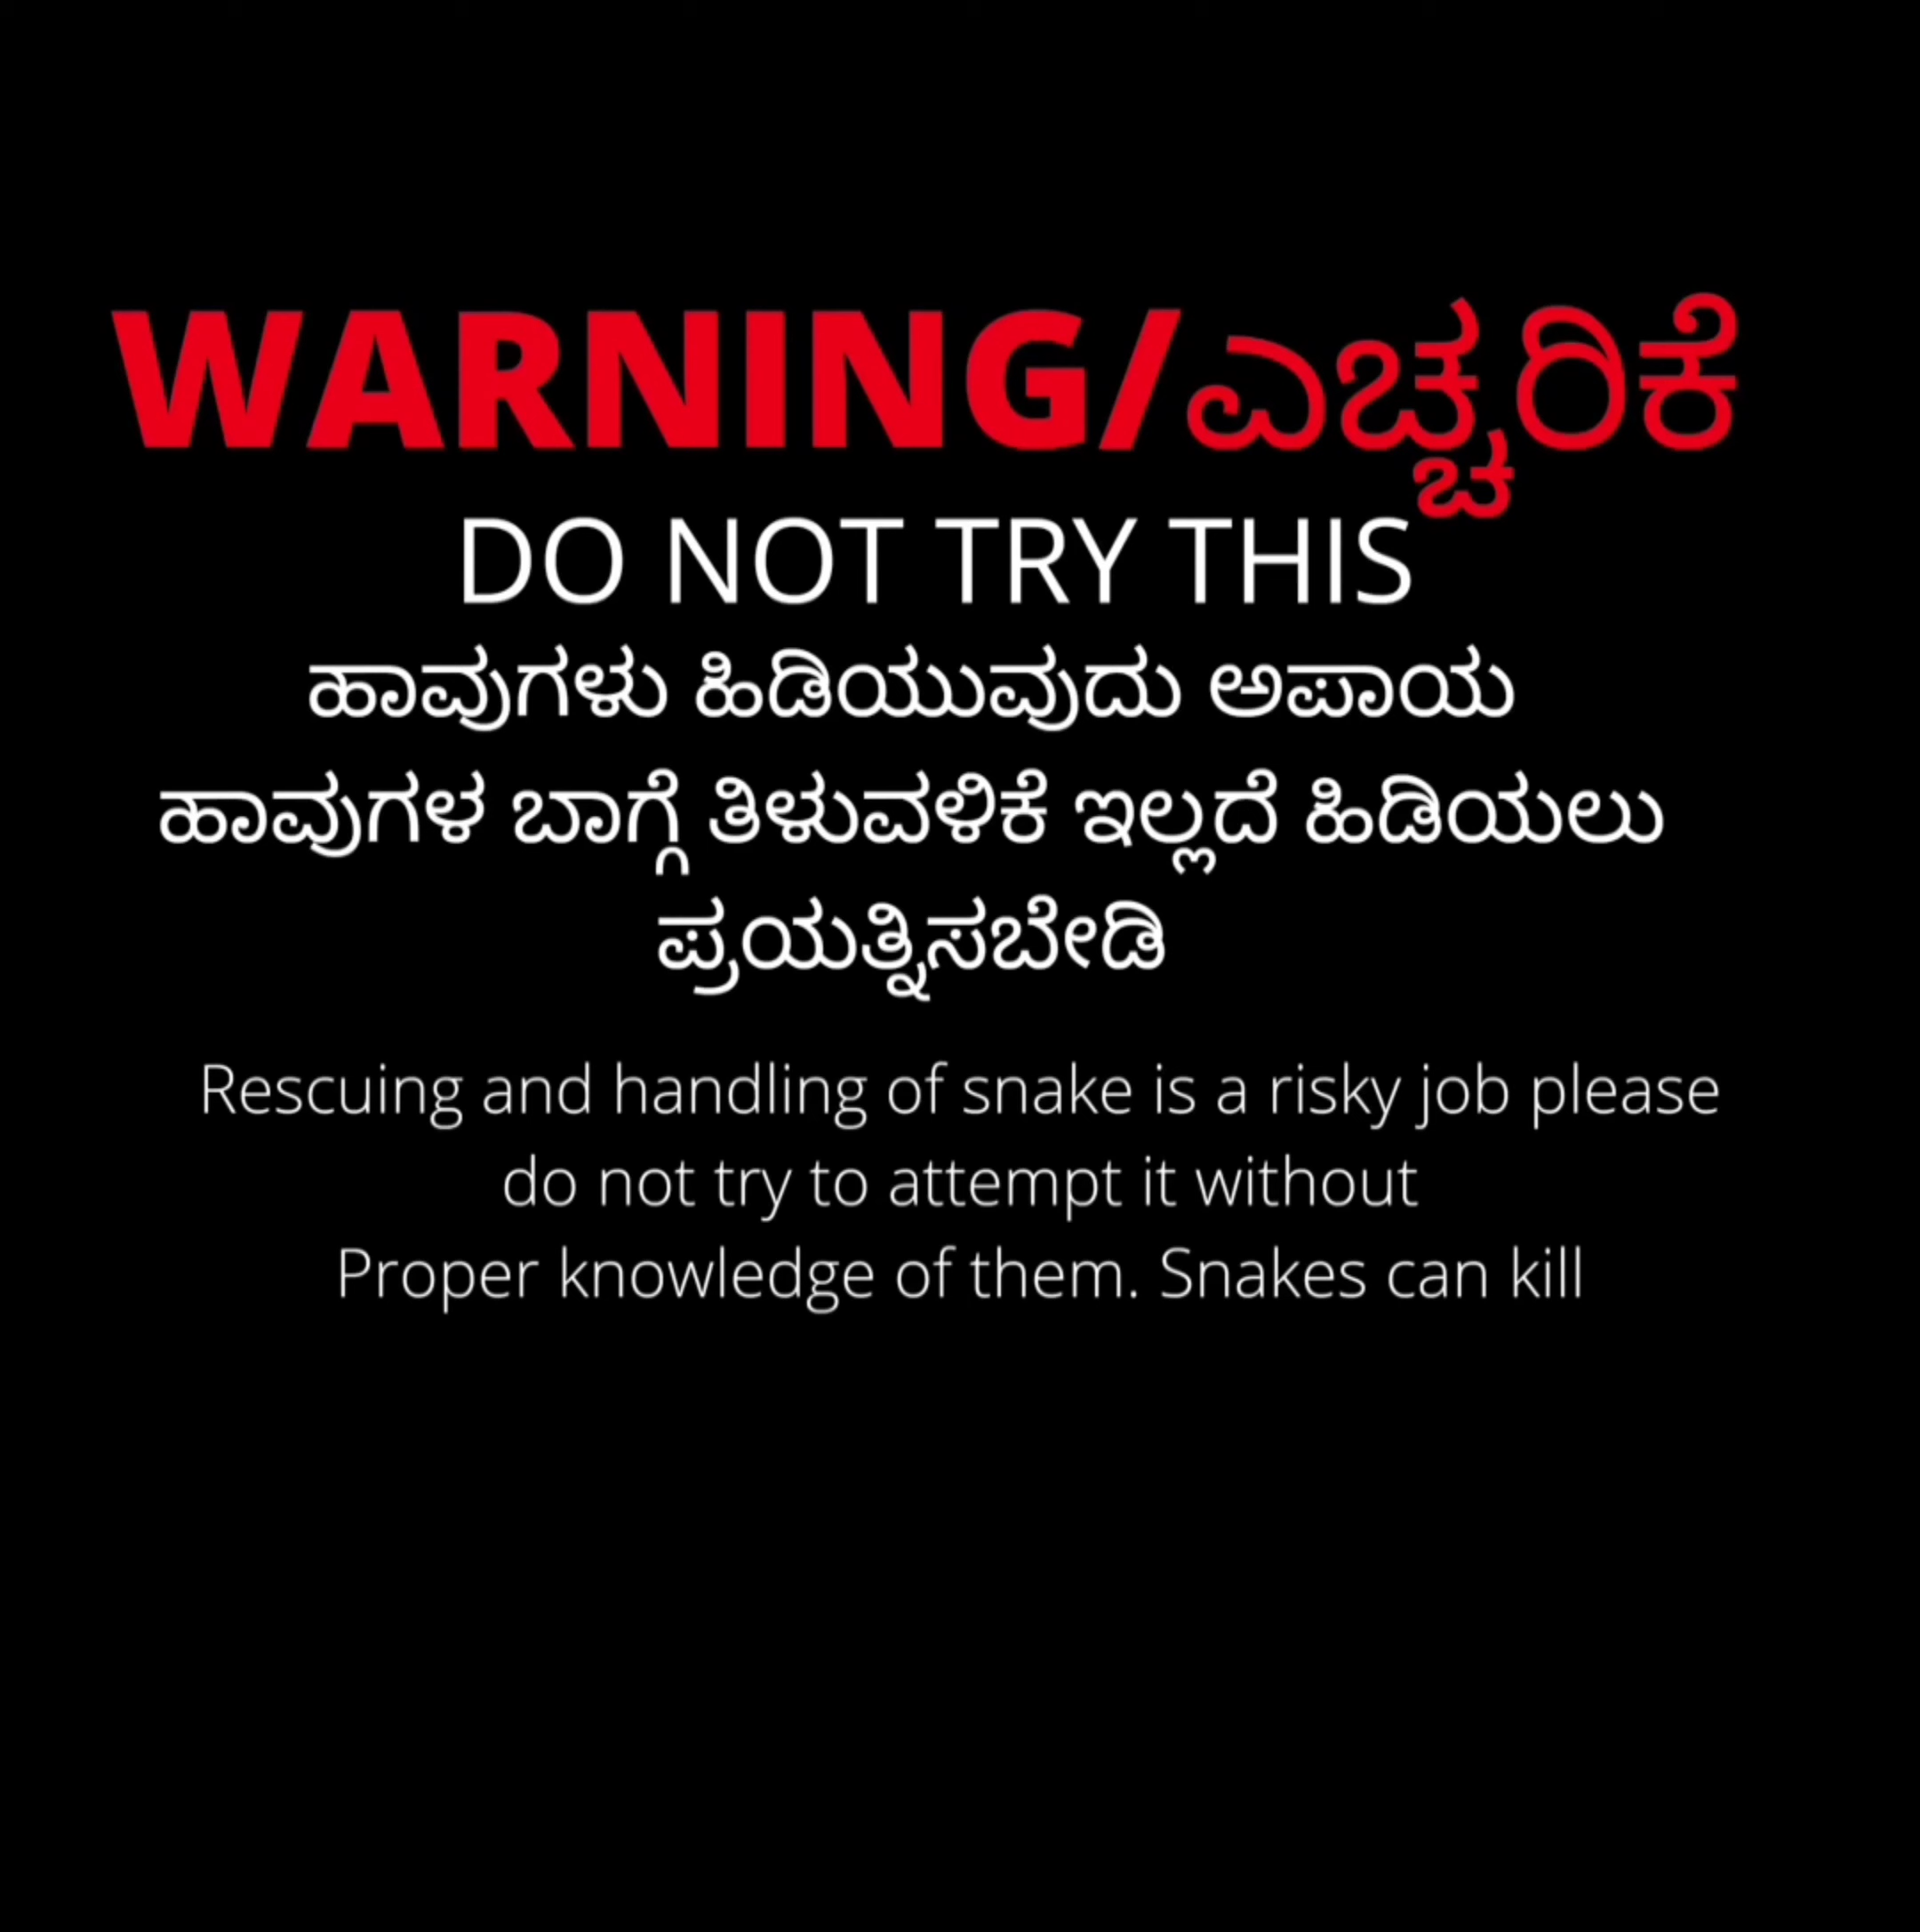 WARNING/ಎಚ್ಚರಿಕೆ
DO NOT TRY THIS
ಹಾವುಗಳು ಹಿಡಿಯುವುದು ಅಪಾಯ
ಹಾವುಗಳ ಬಾಗ್ಗೆ ತಿಳುವಳಿಕೆ ಇಲ್ಲದೆ ಹಿಡಿಯಲು
ಪ್ರಯತ್ನಿಸಬೇಡಿ
Rescuing and handling of snake is a risky job please
do not try to attempt it without
Proper knowledge of them. Snakes can kill